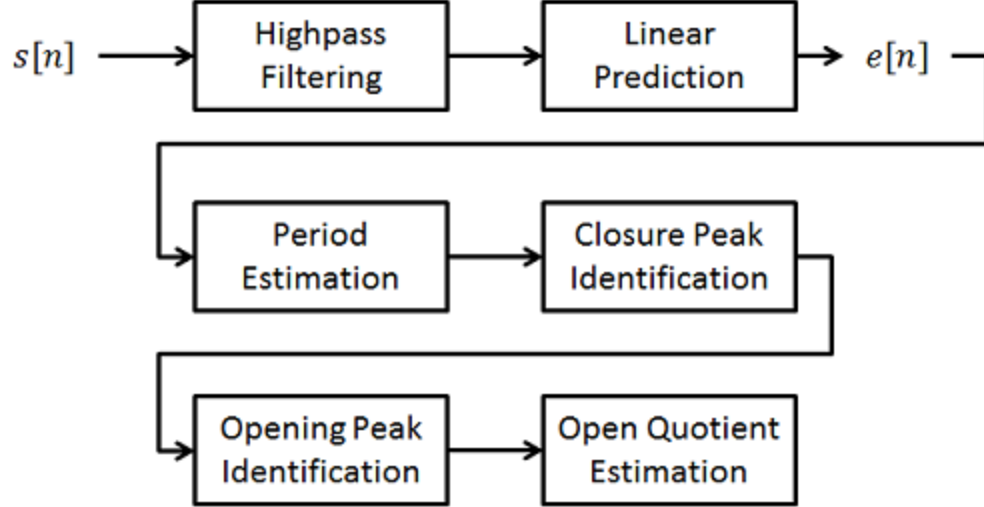 s[n]
Highpass
Filtering
Linear
Prediction
e[n]
Period
Estimation
Closure Peak
Identification
Opening Peak
Identification
Open Quotient
Estimation